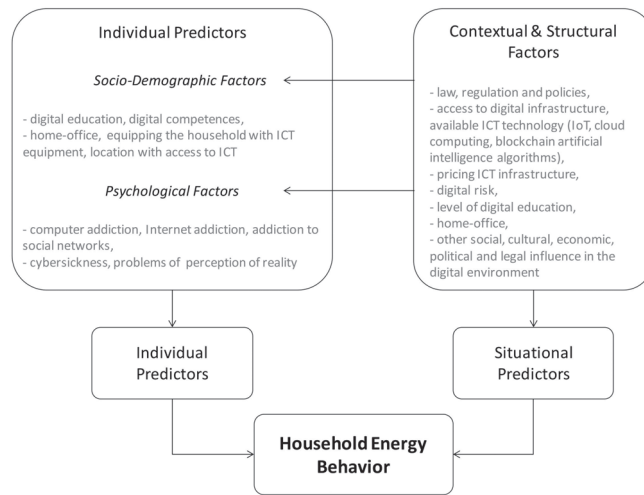 Individual Predictors
Socio-Demographic Factors
- digital education, digital competences,
- home-office, equipping the household with ICT
equipment, location with access to ICT
Psychological Factors
- computer addiction, Internet addiction, addiction to
social networks,
- cybersickness, problems of perception of reality
Contextual & Structural
Factors
- law, regulation and policies,
- access to digital infrastructure,
available ICT technology (IoT, cloud
computing, blockchain artificial
intelligence algorithms),
- pricing ICT infrastructure,
- digital risk,
- level of digital education,
- home-office,
- other social, cultural, economic,
political and legal influence in the
digital environment
Individual
Predictors
Situational
Predictors
Household Energy
Behavior